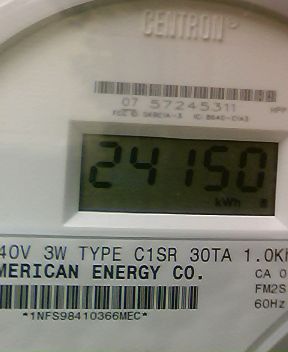 CENTRON®
07 57245311
24150
kWh
40V 3W TYPE C1SR 30TA 1.0K
MERICAN ENERGY CO.
CA 0
FM2S
60Hz
*1NFS98410366MEC*